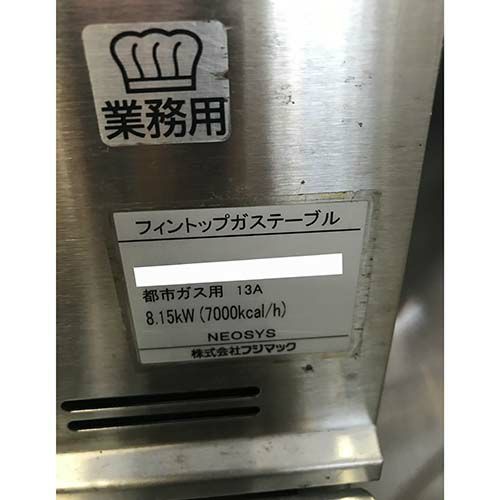 業務用
フィントップガステーブル
都市ガス用 13A
8.15kW(7000kcal/h)
NEOSYS
株式会社フジマック